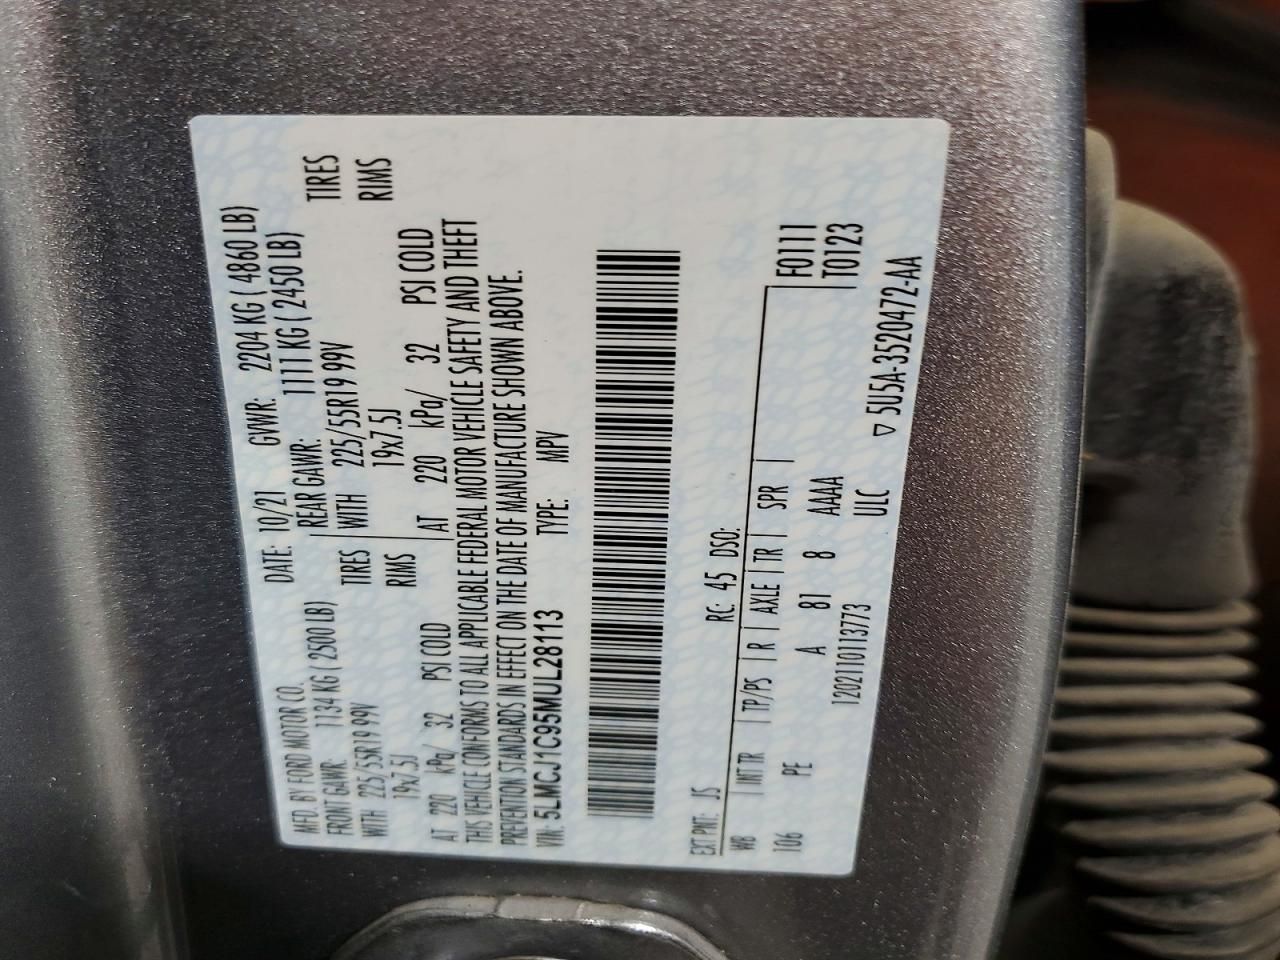 MFD. BY FORD MOTOR CO. DATE: 10/21 GVWR: 2204 KG ( 4860 LB)
FRONT GAWR: 1134 KG ( 2500 LB) REAR GAWR: 1111 KG ( 2450 LB)
WITH 225/55R19 99V TIRES WITH 225/55R19 99V TIRES
19x7.5J RIMS 19x7.5J RIMS
AT 220 kPa/ 32 PSI COLD AT 220 kPa/ 32 PSI COLD
THIS VEHICLE CONFORMS TO ALL APPLICABLE FEDERAL MOTOR VEHICLE SAFETY AND THEFT
PREVENTION STANDARDS IN EFFECT ON THE DATE OF MANUFACTURE SHOWN ABOVE.
VIN: 5LMCJ1C95MUL28113 TYPE: MPV
EXT PNT: JS RC: 45 DSO:
WB | INT TR | TP/PS | R | AXLE | TR | SPR | F0111
106 PE A 81 8 AAAA T0123
1202110113773 ULC
▽ 5U5A-3520472-AA